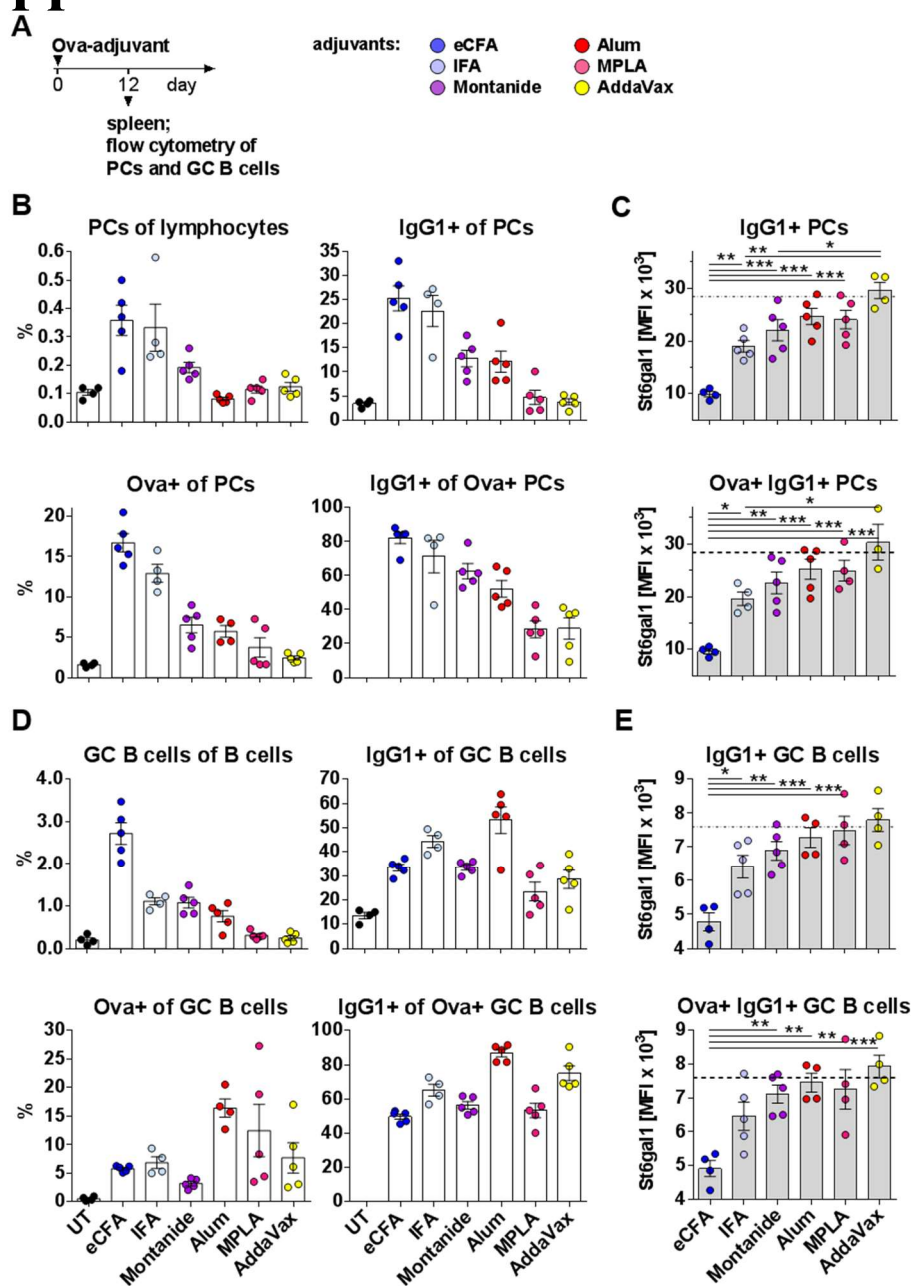 A
Ova-adjuvant
0 12 day
spleen;
flow cytometry of
PCs and GC B cells
adjuvants:
eCFA Alum
IFA MPLA
Montanide AddaVax
B
PCs of lymphocytes
%
0.6
0.5
0.4
0.3
0.2
0.1
0.0
IgG1+ of PCs
35
30
25
20
15
10
5
0
C
IgG1+ PCs
St6gal1 [MFI x 10³]
30
20
10
** ** *
***
***
***
Ova+ of PCs
%
20
15
10
5
0
IgG1+ of Ova+ PCs
100
80
60
40
20
0
Ova+ IgG1+ PCs
St6gal1 [MFI x 10³]
30
20
10
* *
**
***
***
***
D
GC B cells of B cells
%
4.0
3.0
2.0
1.0
0.0
IgG1+ of GC B cells
70
60
50
40
30
20
10
0
E
IgG1+ GC B cells
St6gal1 [MFI x 10³]
9
8
7
6
5
4
*
**
***
***
Ova+ of GC B cells
%
30
25
20
15
10
5
0
UT
eCFA
IFA
Montanide
Alum
MPLA
AddaVax
IgG1+ of Ova+ GC B cells
100
80
60
40
20
0
UT
eCFA
IFA
Montanide
Alum
MPLA
AddaVax
Ova+ IgG1+ GC B cells
St6gal1 [MFI x 10³]
9
8
7
6
5
4
**
**
**
***
eCFA
IFA
Montanide
Alum
MPLA
AddaVax